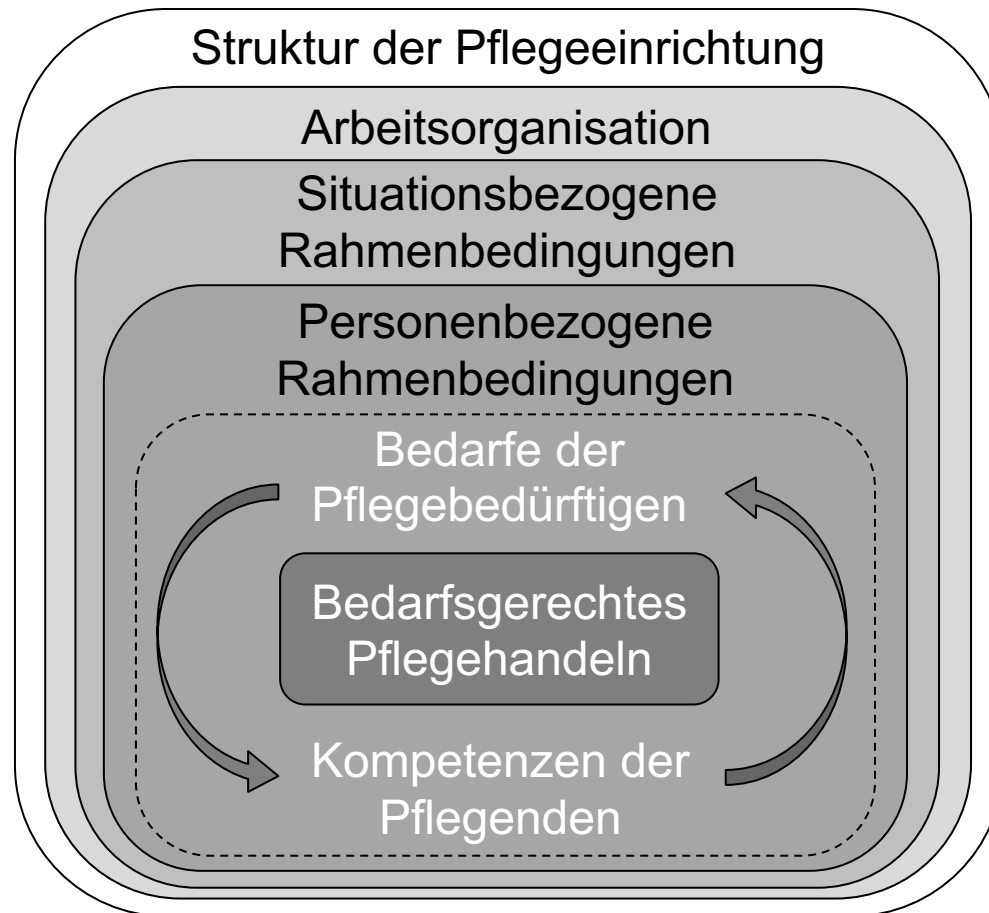 Struktur der Pflegeeinrichtung
Arbeitsorganisation
Situationsbezogene
Rahmenbedingungen
Personenbezogene
Rahmenbedingungen
Bedarfe der
Pflegebedürftigen
Bedarfsgerechtes
Pflegehandeln
Kompetenzen der
Pflegenden